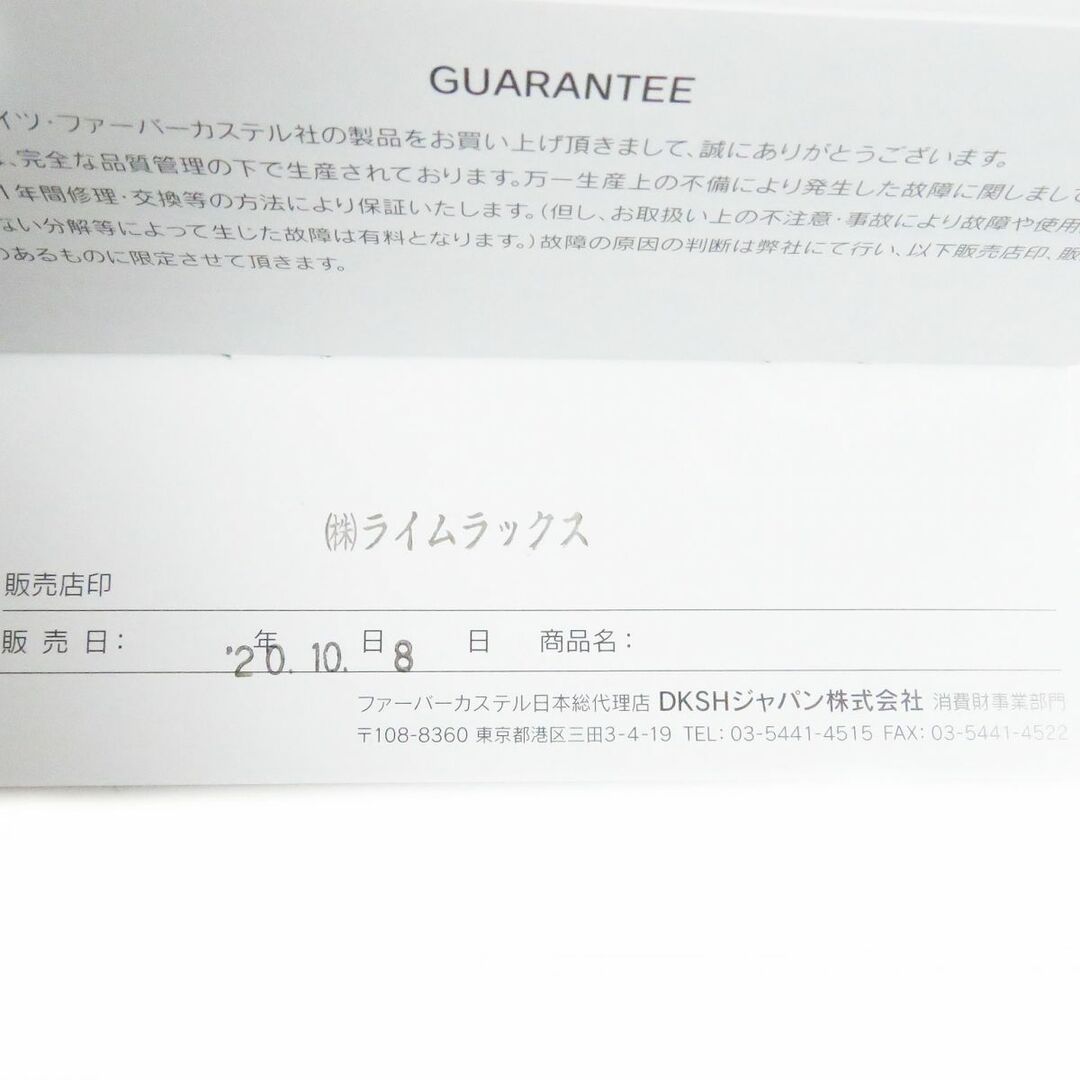 GUARANTEE
イツ・ファーバーカステル社の製品をお買い上げ頂きまして、誠にありがとうございます。
、完全な品質管理の下で生産されております。万一生産上の不備により発生した故障に関しまして
1年間修理・交換等の方法により保証いたします。(但し、お取扱い上の不注意・事故により故障や使用
ない分解等によって生じた故障は有料となります。)故障の原因の判断は弊社にて行い、以下販売店印、販
のあるものに限定させて頂きます。
㈱ライムラックス
販売店印
販売日: '20.年 10.日 8 日 商品名:
ファーバーカステル日本総代理店 DKSHジャパン株式会社 消費財事業部門
〒108-8360 東京都港区三田3-4-19 TEL: 03-5441-4515 FAX: 03-5441-4522